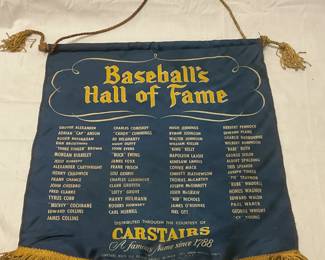 Baseball's
Hall of Fame
GROVER ALEXANDER
ADRIAN "CAP" ANSON
ROGER BRESNAHAN
DAN BROUTHERS
"THREE FINGER" BROWN
MORGAN BULKELEY
JESSE BURKETT
ALEXANDER CARTWRIGHT
HENRY CHADWICK
FRANK CHANCE
JOHN CHESBRO
FRED CLARKE
TYRUS COBB
"MICKEY" COCHRANE
EDWARD COLLINS
JAMES COLLINS
CHARLES COMISKEY
"CANDY" CUMMINGS
ED DELEHANTY
HUGH DUFFY
JOHN EVERS
"BUCK" EWING
JAMES FOXX
FRANK FRISCH
LOU GEHRIG
CHARLES GEHRINGER
CLARK GRIFFITH
"LEFTY" GROVE
HARRY HEILMANN
ROGERS HORNSBY
CARL HUBBELL
HUGH JENNINGS
BYRON JOHNSON
WALTER JOHNSON
WILLIAM KEELER
"KING" KELLY
NAPOLEON LAJOIE
KENESAW LANDIS
CONNIE MACK
CHRISTY MATHEWSON
THOMAS McCARTHY
JOSEPH McGINNITY
JOHN McGRAW
"KID" NICHOLS
JAMES O'ROURKE
MEL OTT
HERBERT PENNOCK
EDWARD PLANK
CHARLES RADBOURNE
WILBERT ROBINSON
"BABE" RUTH
GEORGE SISLER
ALBERT SPALDING
TRIS SPEAKER
JOSEPH TINKER
"PIE" TRAYNOR
"RUBE" WADDELL
HONUS WAGNER
EDWARD WALSH
PAUL WANER
GEORGE WRIGHT
"CY" YOUNG
DISTRIBUTED THROUGH THE COURTESY OF
CARSTAIRS
A famous name since 1788